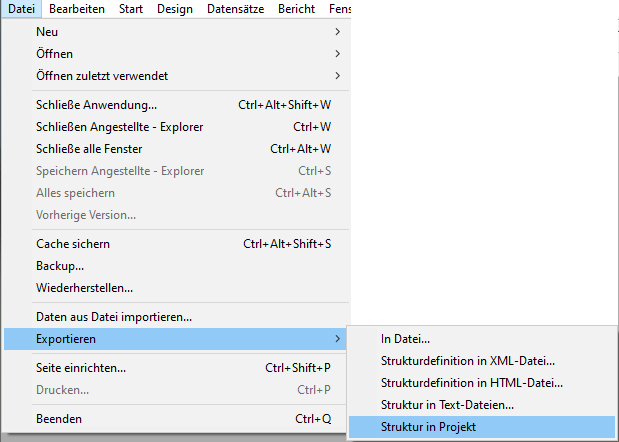 Datei Bearbeiten Start Design Datensätze Bericht Fens
Neu
Öffnen
Öffnen zuletzt verwendet
Schließe Anwendung... Ctrl+Alt+Shift+W
Schließen Angestellte - Explorer Ctrl+W
Schließe alle Fenster Ctrl+Alt+W
Speichern Angestellte - Explorer Ctrl+S
Alles speichern Ctrl+Alt+S
Vorherige Version...
Cache sichern Ctrl+Alt+Shift+S
Backup...
Wiederherstellen...
Daten aus Datei importieren...
Exportieren
Seite einrichten... Ctrl+Shift+P
Drucken... Ctrl+P
Beenden Ctrl+Q
In Datei...
Strukturdefinition in XML-Datei...
Strukturdefinition in HTML-Datei...
Struktur in Text-Dateien...
Struktur in Projekt